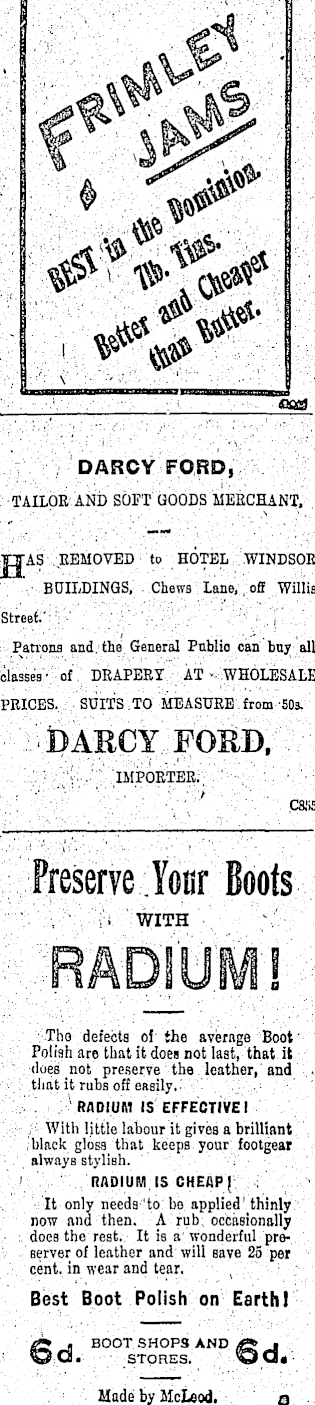 FRIMLEY
JAMS
BEST in the Dominion.
7lb. Tins.
Better and Cheaper
than Butter.
DARCY FORD,
TAILOR AND SOFT GOODS MERCHANT,
HAS REMOVED to HOTEL WINDSOR
BUILDINGS, Chews Lane, off Willis
Street.
Patrons and the General Public can buy all
classes of DRAPERY AT WHOLESALE
PRICES. SUITS TO MEASURE from 50s.
DARCY FORD,
IMPORTER.
C855
Preserve Your Boots
WITH
RADIUM!
The defects of the average Boot
Polish are that it does not last, that it
does not preserve the leather, and
that it rubs off easily.
RADIUM IS EFFECTIVE!
With little labour it gives a brilliant
black gloss that keeps your footgear
always stylish.
RADIUM IS CHEAP!
It only needs to be applied thinly
now and then. A rub occasionally
does the rest. It is a wonderful pre-
server of leather and will save 25 per
cent. in wear and tear.
Best Boot Polish on Earth!
6d. BOOT SHOPS AND STORES. 6d.
Made by McLeod.